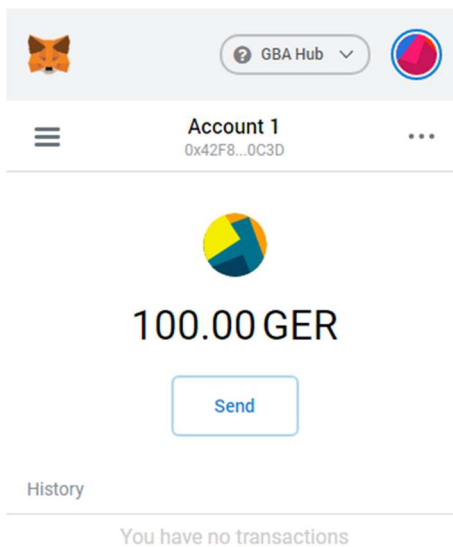 GBA Hub
Account 1
0x42F8...0C3D
100.00 GER
Send
History
You have no transactions